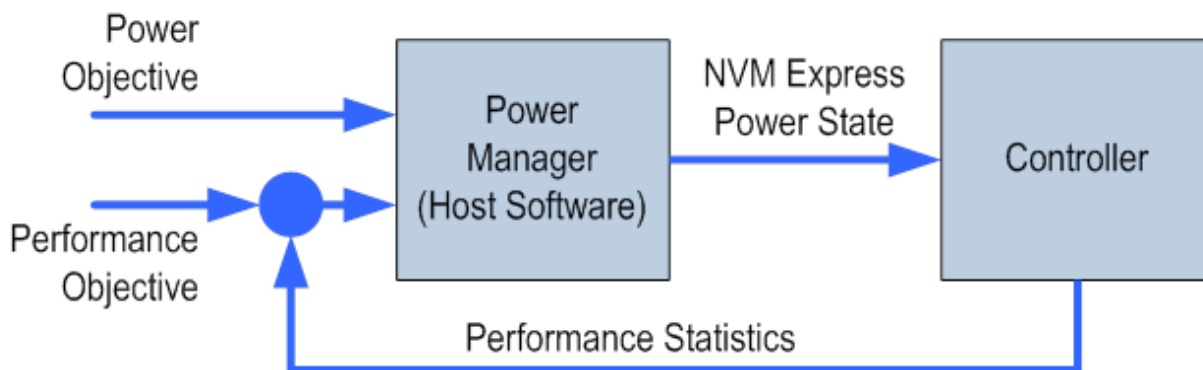 Power
Objective
Performance
Objective
Power
Manager
(Host Software)
NVM Express
Power State
Controller
Performance Statistics